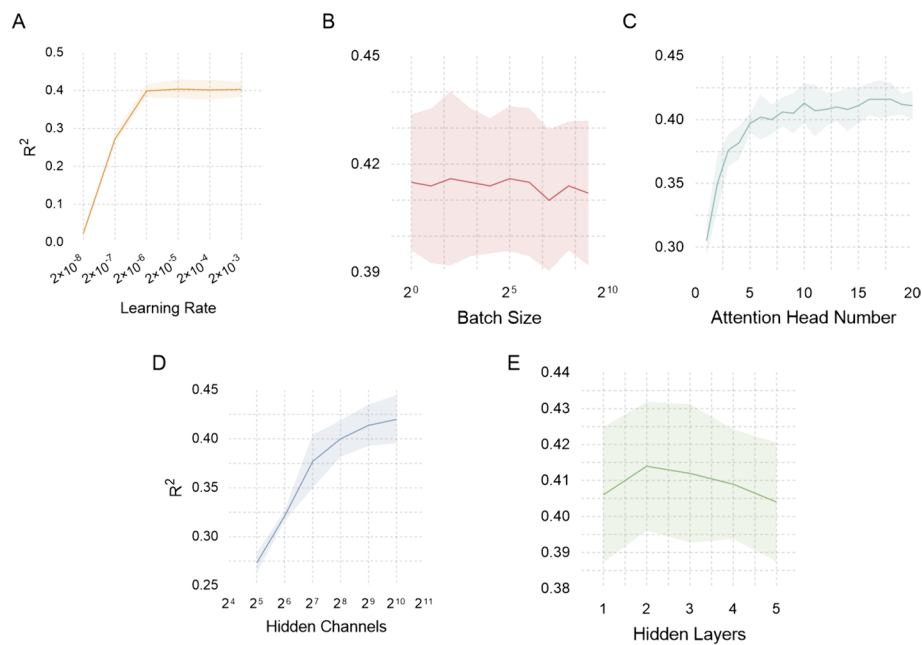 A
R²
0.5
0.4
0.3
0.2
0.1
0.0
2×10⁻⁸
2×10⁻⁷
2×10⁻⁶
2×10⁻⁵
2×10⁻⁴
2×10⁻³
Learning Rate
B
0.45
0.42
0.39
2⁰ 2⁵ 2¹⁰
Batch Size
C
0.45
0.40
0.35
0.30
0 5 10 15 20
Attention Head Number
D
R²
0.45
0.40
0.35
0.30
0.25
2⁴ 2⁵ 2⁶ 2⁷ 2⁸ 2⁹ 2¹⁰ 2¹¹
Hidden Channels
E
0.44
0.43
0.42
0.41
0.40
0.39
0.38
1 2 3 4 5
Hidden Layers